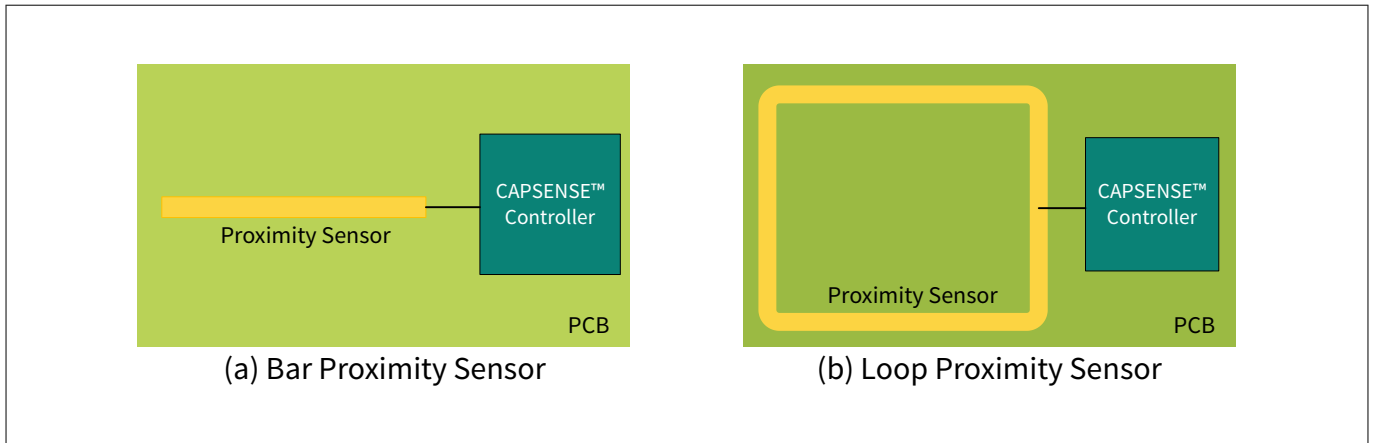 CAPSENSE™
Controller
Proximity Sensor
PCB
(a) Bar Proximity Sensor
CAPSENSE™
Controller
Proximity Sensor
PCB
(b) Loop Proximity Sensor